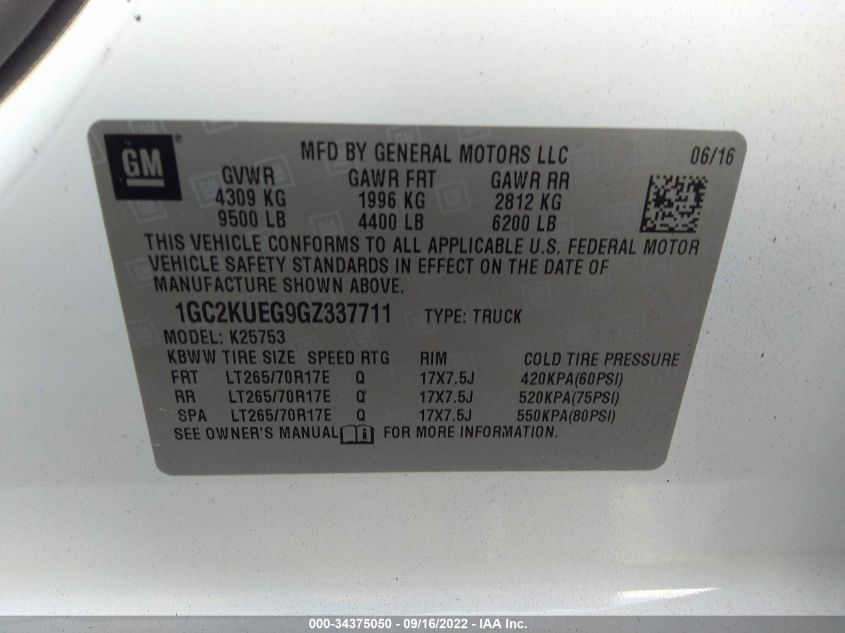 GM
MFD BY GENERAL MOTORS LLC 06/16
GVWR GAWR FRT GAWR RR
4309 KG 1996 KG 2812 KG
9500 LB 4400 LB 6200 LB
THIS VEHICLE CONFORMS TO ALL APPLICABLE U.S. FEDERAL MOTOR
VEHICLE SAFETY STANDARDS IN EFFECT ON THE DATE OF
MANUFACTURE SHOWN ABOVE.
1GC2KUEG9GZ337711 TYPE: TRUCK
MODEL: K25753
KBWW TIRE SIZE SPEED RTG RIM COLD TIRE PRESSURE
FRT LT265/70R17E Q 17X7.5J 420KPA(60PSI)
RR LT265/70R17E Q 17X7.5J 520KPA(75PSI)
SPA LT265/70R17E Q 17X7.5J 550KPA(80PSI)
SEE OWNER'S MANUAL i FOR MORE INFORMATION.
000-34375050 - 09/16/2022 - IAA Inc.